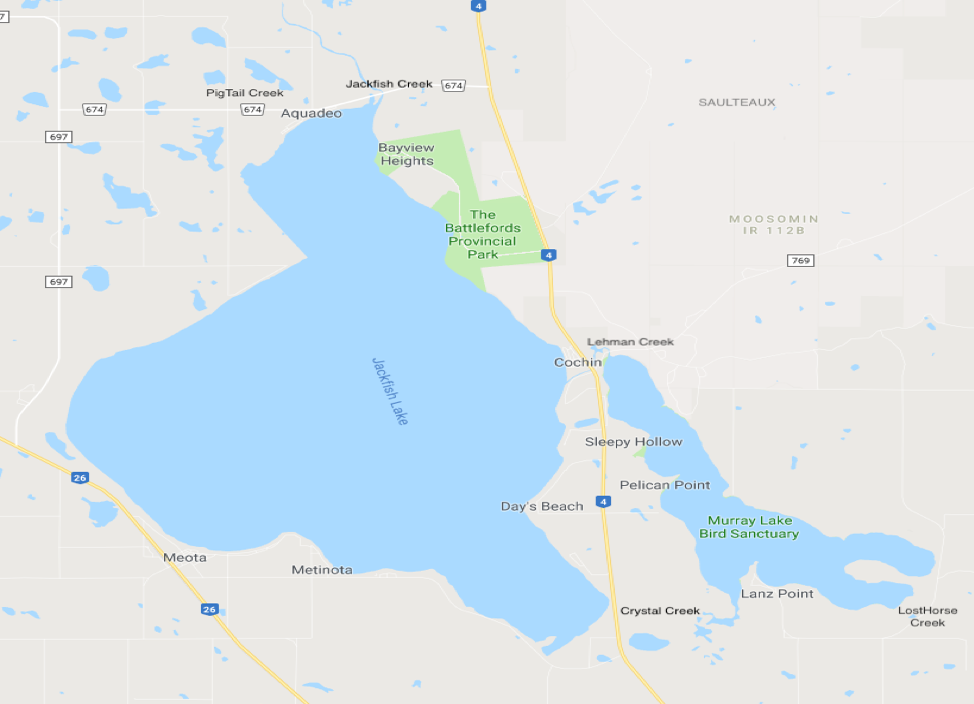 4
7
Jackfish Creek
674
PigTail Creek
674
674
Aquadeo
SAULTEAUX
697
Bayview
Heights
The
Battlefords
Provincial
Park
MOOSOMIN
IR 112B
4
769
697
Lehman Creek
Cochin
Jackfish Lake
Sleepy Hollow
26
Pelican Point
Day's Beach
4
Murray Lake
Bird Sanctuary
Meota
Metinota
Lanz Point
26
Crystal Creek
LostHorse
Creek